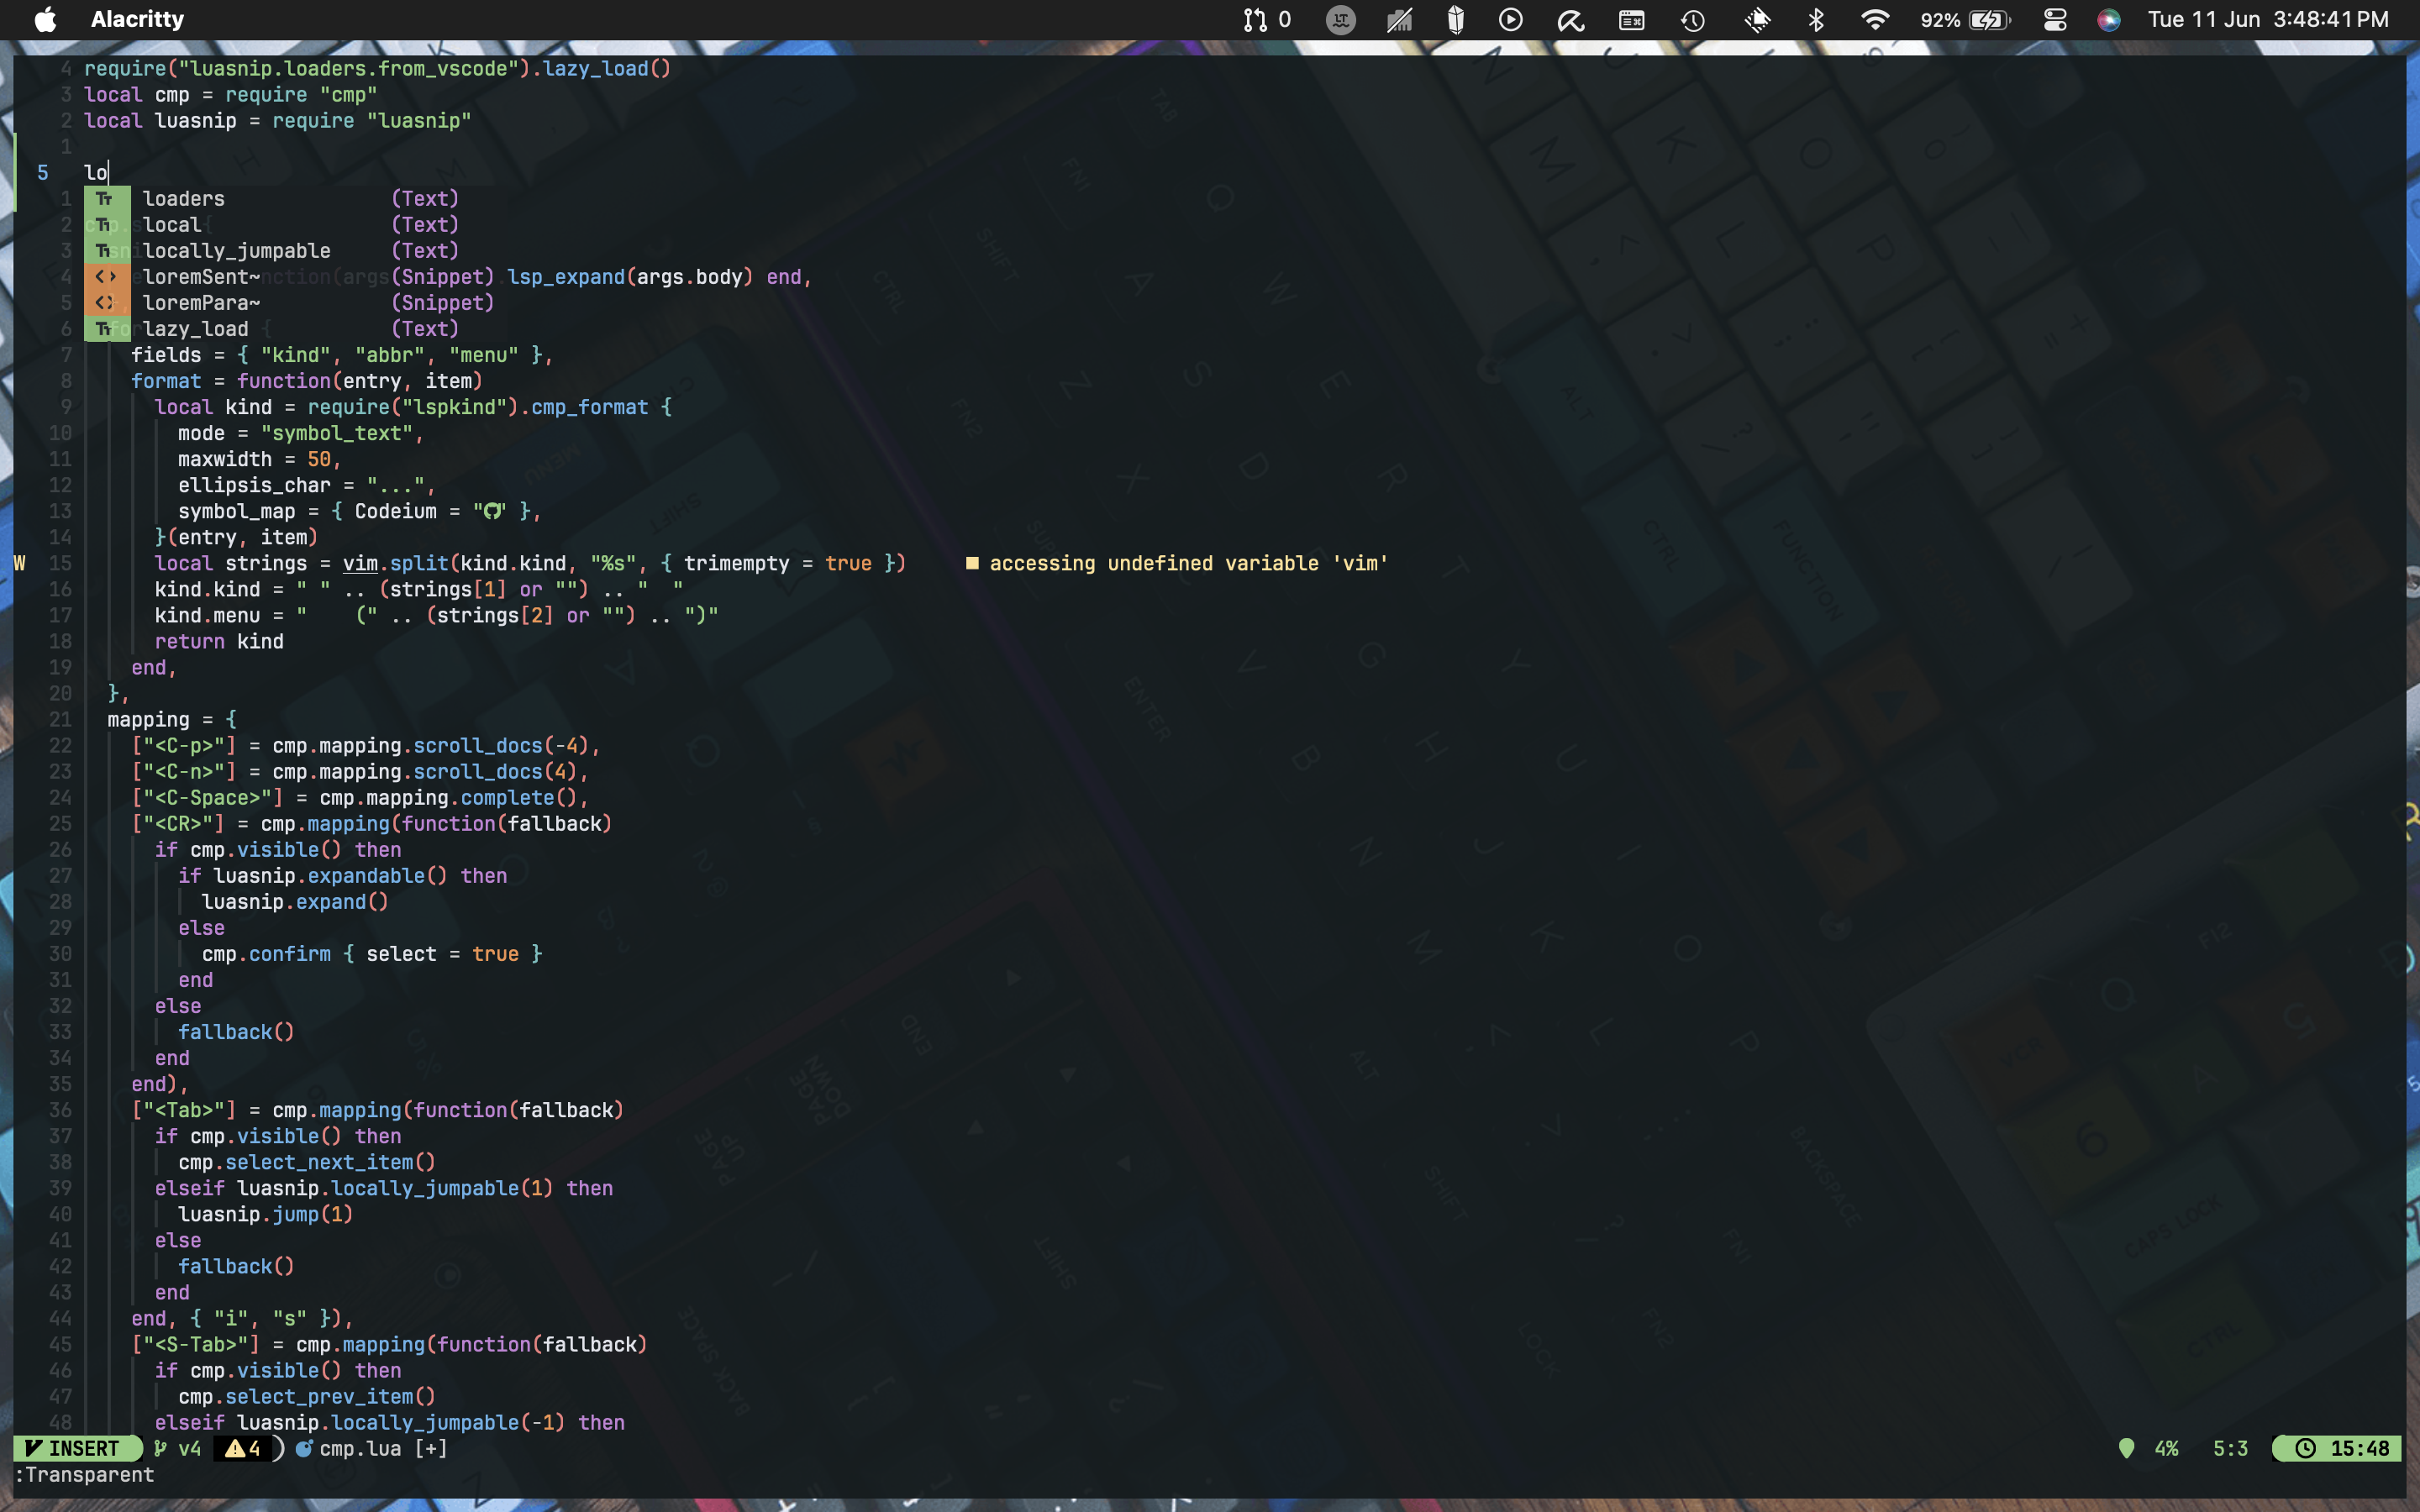 Alacritty 0 LT 92% Tue 11 Jun 3:48:41 PM
4 require("luasnip.loaders.from_vscode").lazy_load()
3 local cmp = require "cmp"
2 local luasnip = require "luasnip"
1
5 lo
1 loaders (Text)
2 local (Text)
3 locally_jumpable (Text)
4 loremSent~ (Snippet) lsp_expand(args.body) end,
5 loremPara~ (Snippet)
6 lazy_load { (Text)
7 fields = { "kind", "abbr", "menu" },
8 format = function(entry, item)
9 local kind = require("lspkind").cmp_format {
10 mode = "symbol_text",
11 maxwidth = 50,
12 ellipsis_char = "...",
13 symbol_map = { Codeium = "" },
14 }(entry, item)
W 15 local strings = vim.split(kind.kind, "%s", { trimempty = true }) ■ accessing undefined variable 'vim'
16 kind.kind = " " .. (strings[1] or "") .. "  "
17 kind.menu = "    (" .. (strings[2] or "") .. ")"
18 return kind
19 end,
20 },
21 mapping = {
22 ["<C-p>"] = cmp.mapping.scroll_docs(-4),
23 ["<C-n>"] = cmp.mapping.scroll_docs(4),
24 ["<C-Space>"] = cmp.mapping.complete(),
25 ["<CR>"] = cmp.mapping(function(fallback)
26 if cmp.visible() then
27 if luasnip.expandable() then
28 luasnip.expand()
29 else
30 cmp.confirm { select = true }
31 end
32 else
33 fallback()
34 end
35 end),
36 ["<Tab>"] = cmp.mapping(function(fallback)
37 if cmp.visible() then
38 cmp.select_next_item()
39 elseif luasnip.locally_jumpable(1) then
40 luasnip.jump(1)
41 else
42 fallback()
43 end
44 end, { "i", "s" }),
45 ["<S-Tab>"] = cmp.mapping(function(fallback)
46 if cmp.visible() then
47 cmp.select_prev_item()
48 elseif luasnip.locally_jumpable(-1) then
INSERT v4 4 cmp.lua [+] 4% 5:3 15:48
:Transparent